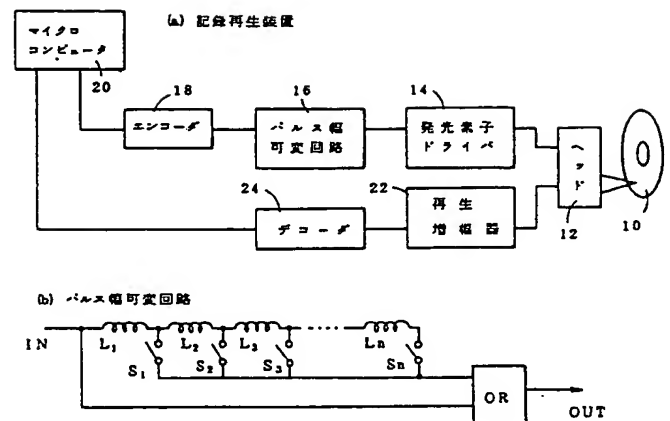 (a) 記録再生装置
マイクロ
コンピュータ
20
18
エンコーダ
16
パルス幅
可変回路
14
発光素子
ドライバ
ヘッド
12
10
24
デコーダ
22
再生
増幅器
(b) パルス幅可変回路
IN
L1
L2
L3
Ln
S1
S2
S3
Sn
OR
OUT